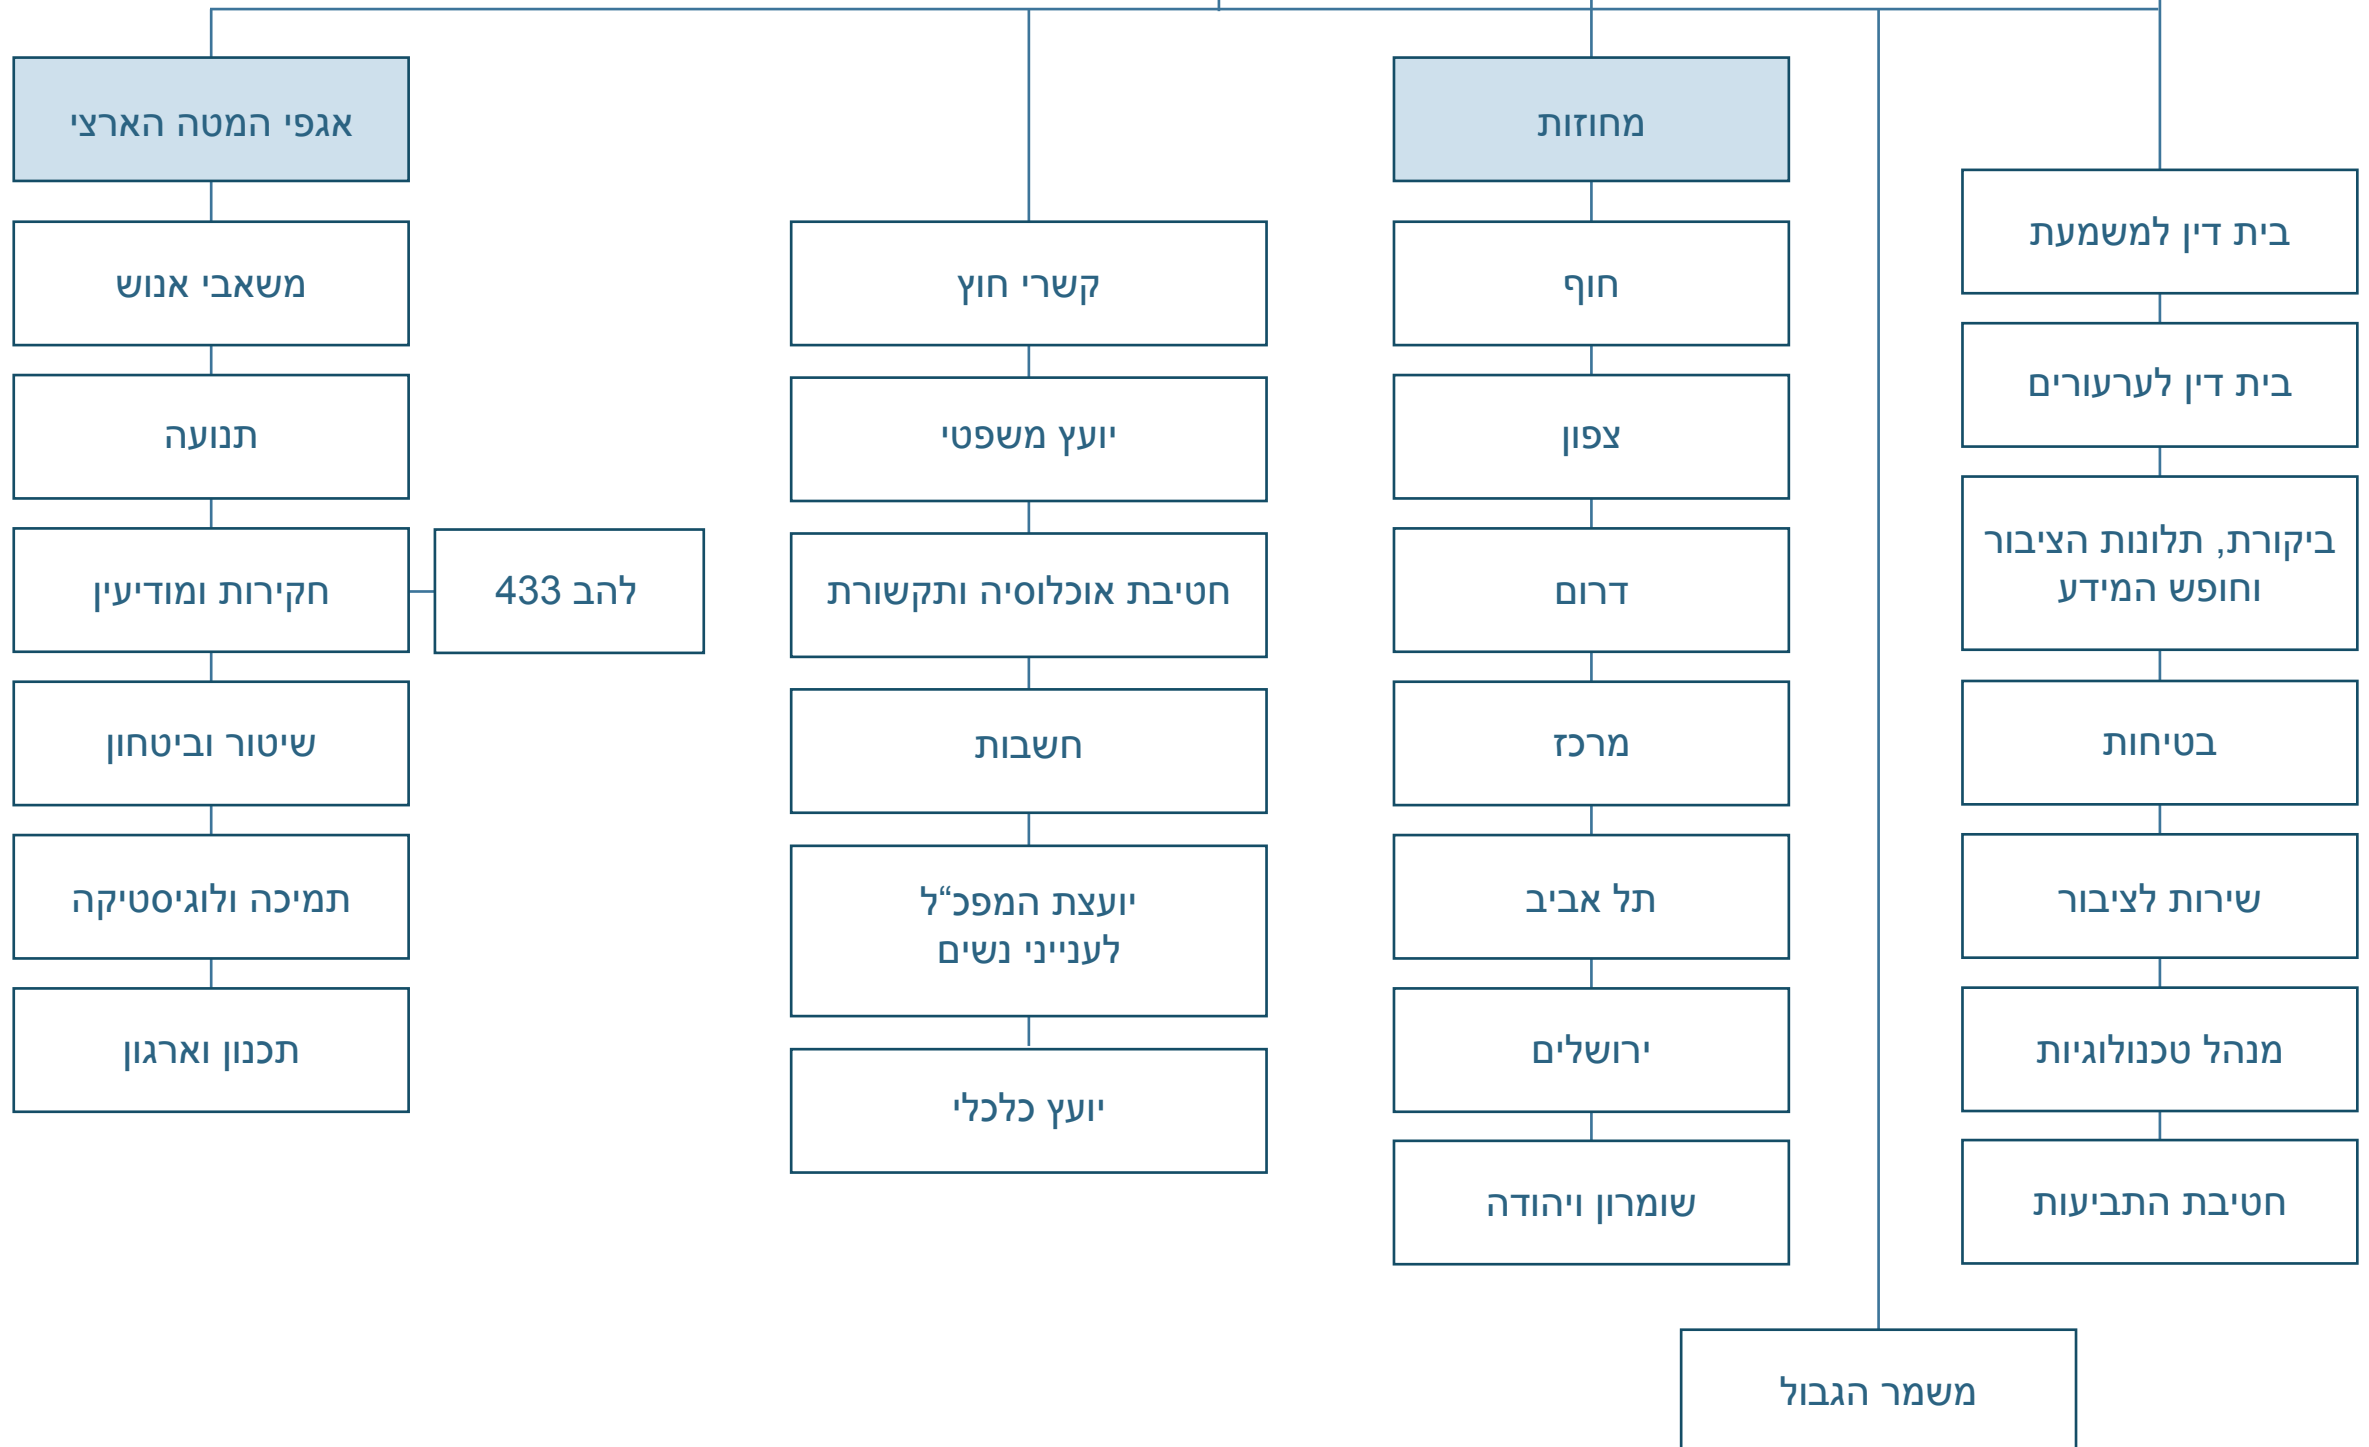 בית דין למשמעת
בית דין לערעורים
ביקורת, תלונות הציבור
וחופש המידע
בטיחות
שירות לציבור
מנהל טכנולוגיות
חטיבת התביעות
משמר הגבול
מחוזות
חוף
צפון
דרום
מרכז
תל אביב
ירושלים
שומרון ויהודה
קשרי חוץ
יועץ משפטי
חטיבת אוכלוסיה ותקשורת
חשבות
יועצת המפכ“ל
לענייני נשים
יועץ כלכלי
אגפי המטה הארצי
משאבי אנוש
תנועה
חקירות ומודיעין
להב 433
שיטור וביטחון
תמיכה ולוגיסטיקה
תכנון וארגון